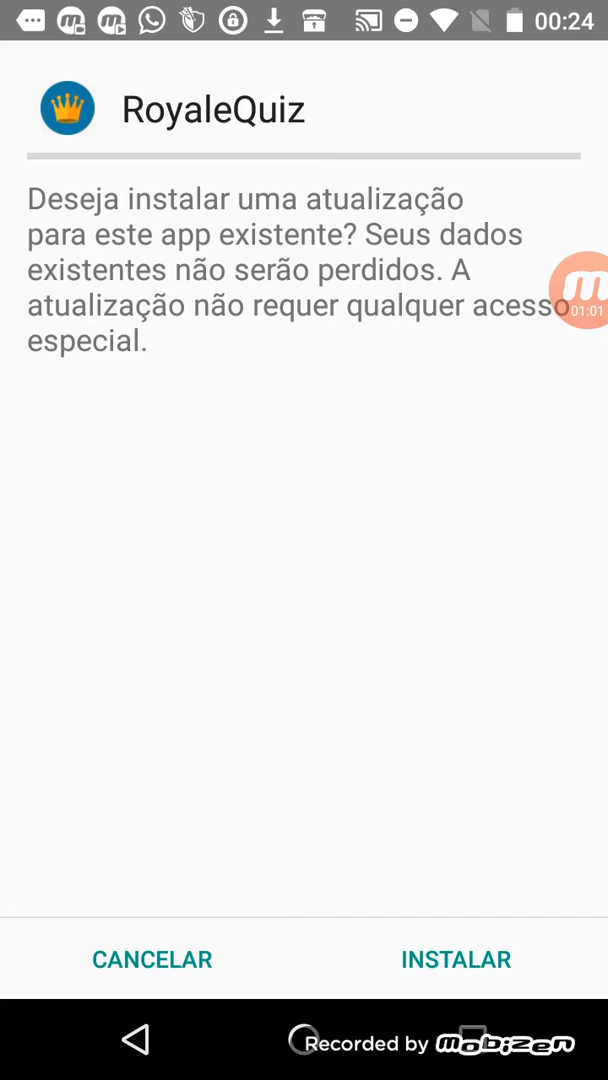 00:24
RoyaleQuiz
Deseja instalar uma atualização
para este app existente? Seus dados
existentes não serão perdidos. A
atualização não requer qualquer acesso
especial.
m
01:01
CANCELAR
INSTALAR
Recorded by mobizen